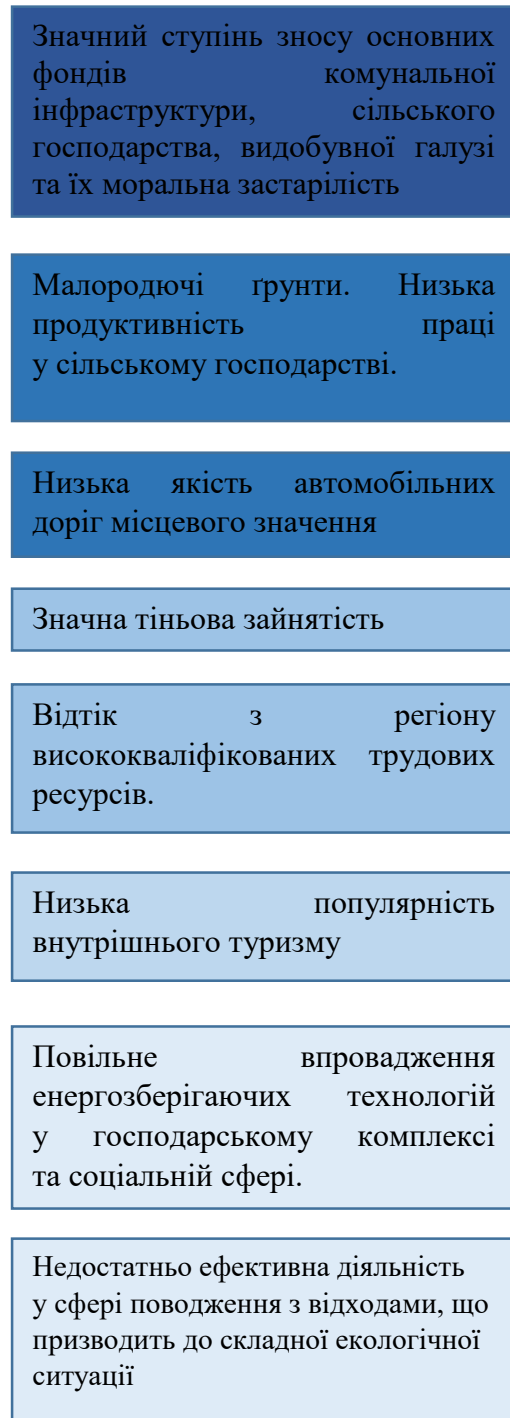 Значний ступінь зносу основних
фондів комунальної
інфраструктури, сільського
господарства, видобувної галузі
та їх моральна застарілість
Малородючі ґрунти. Низька
продуктивність праці
у сільському господарстві.
Низька якість автомобільних
доріг місцевого значення
Значна тіньова зайнятість
Відтік з регіону
висококваліфікованих трудових
ресурсів.
Низька популярність
внутрішнього туризму
Повільне впровадження
енергозберігаючих технологій
у господарському комплексі
та соціальній сфері.
Недостатньо ефективна діяльність
у сфері поводження з відходами, що
призводить до складної екологічної
ситуації